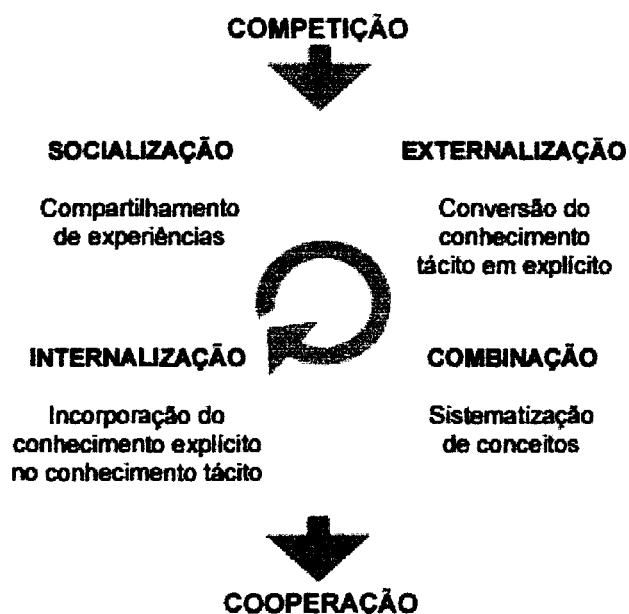 COMPETIÇÃO
SOCIALIZAÇÃO
Compartilhamento
de experiências
EXTERNALIZAÇÃO
Conversão do
conhecimento
tácito em explícito
INTERNALIZAÇÃO
Incorporação do
conhecimento explícito
no conhecimento tácito
COMBINAÇÃO
Sistematização
de conceitos
COOPERAÇÃO